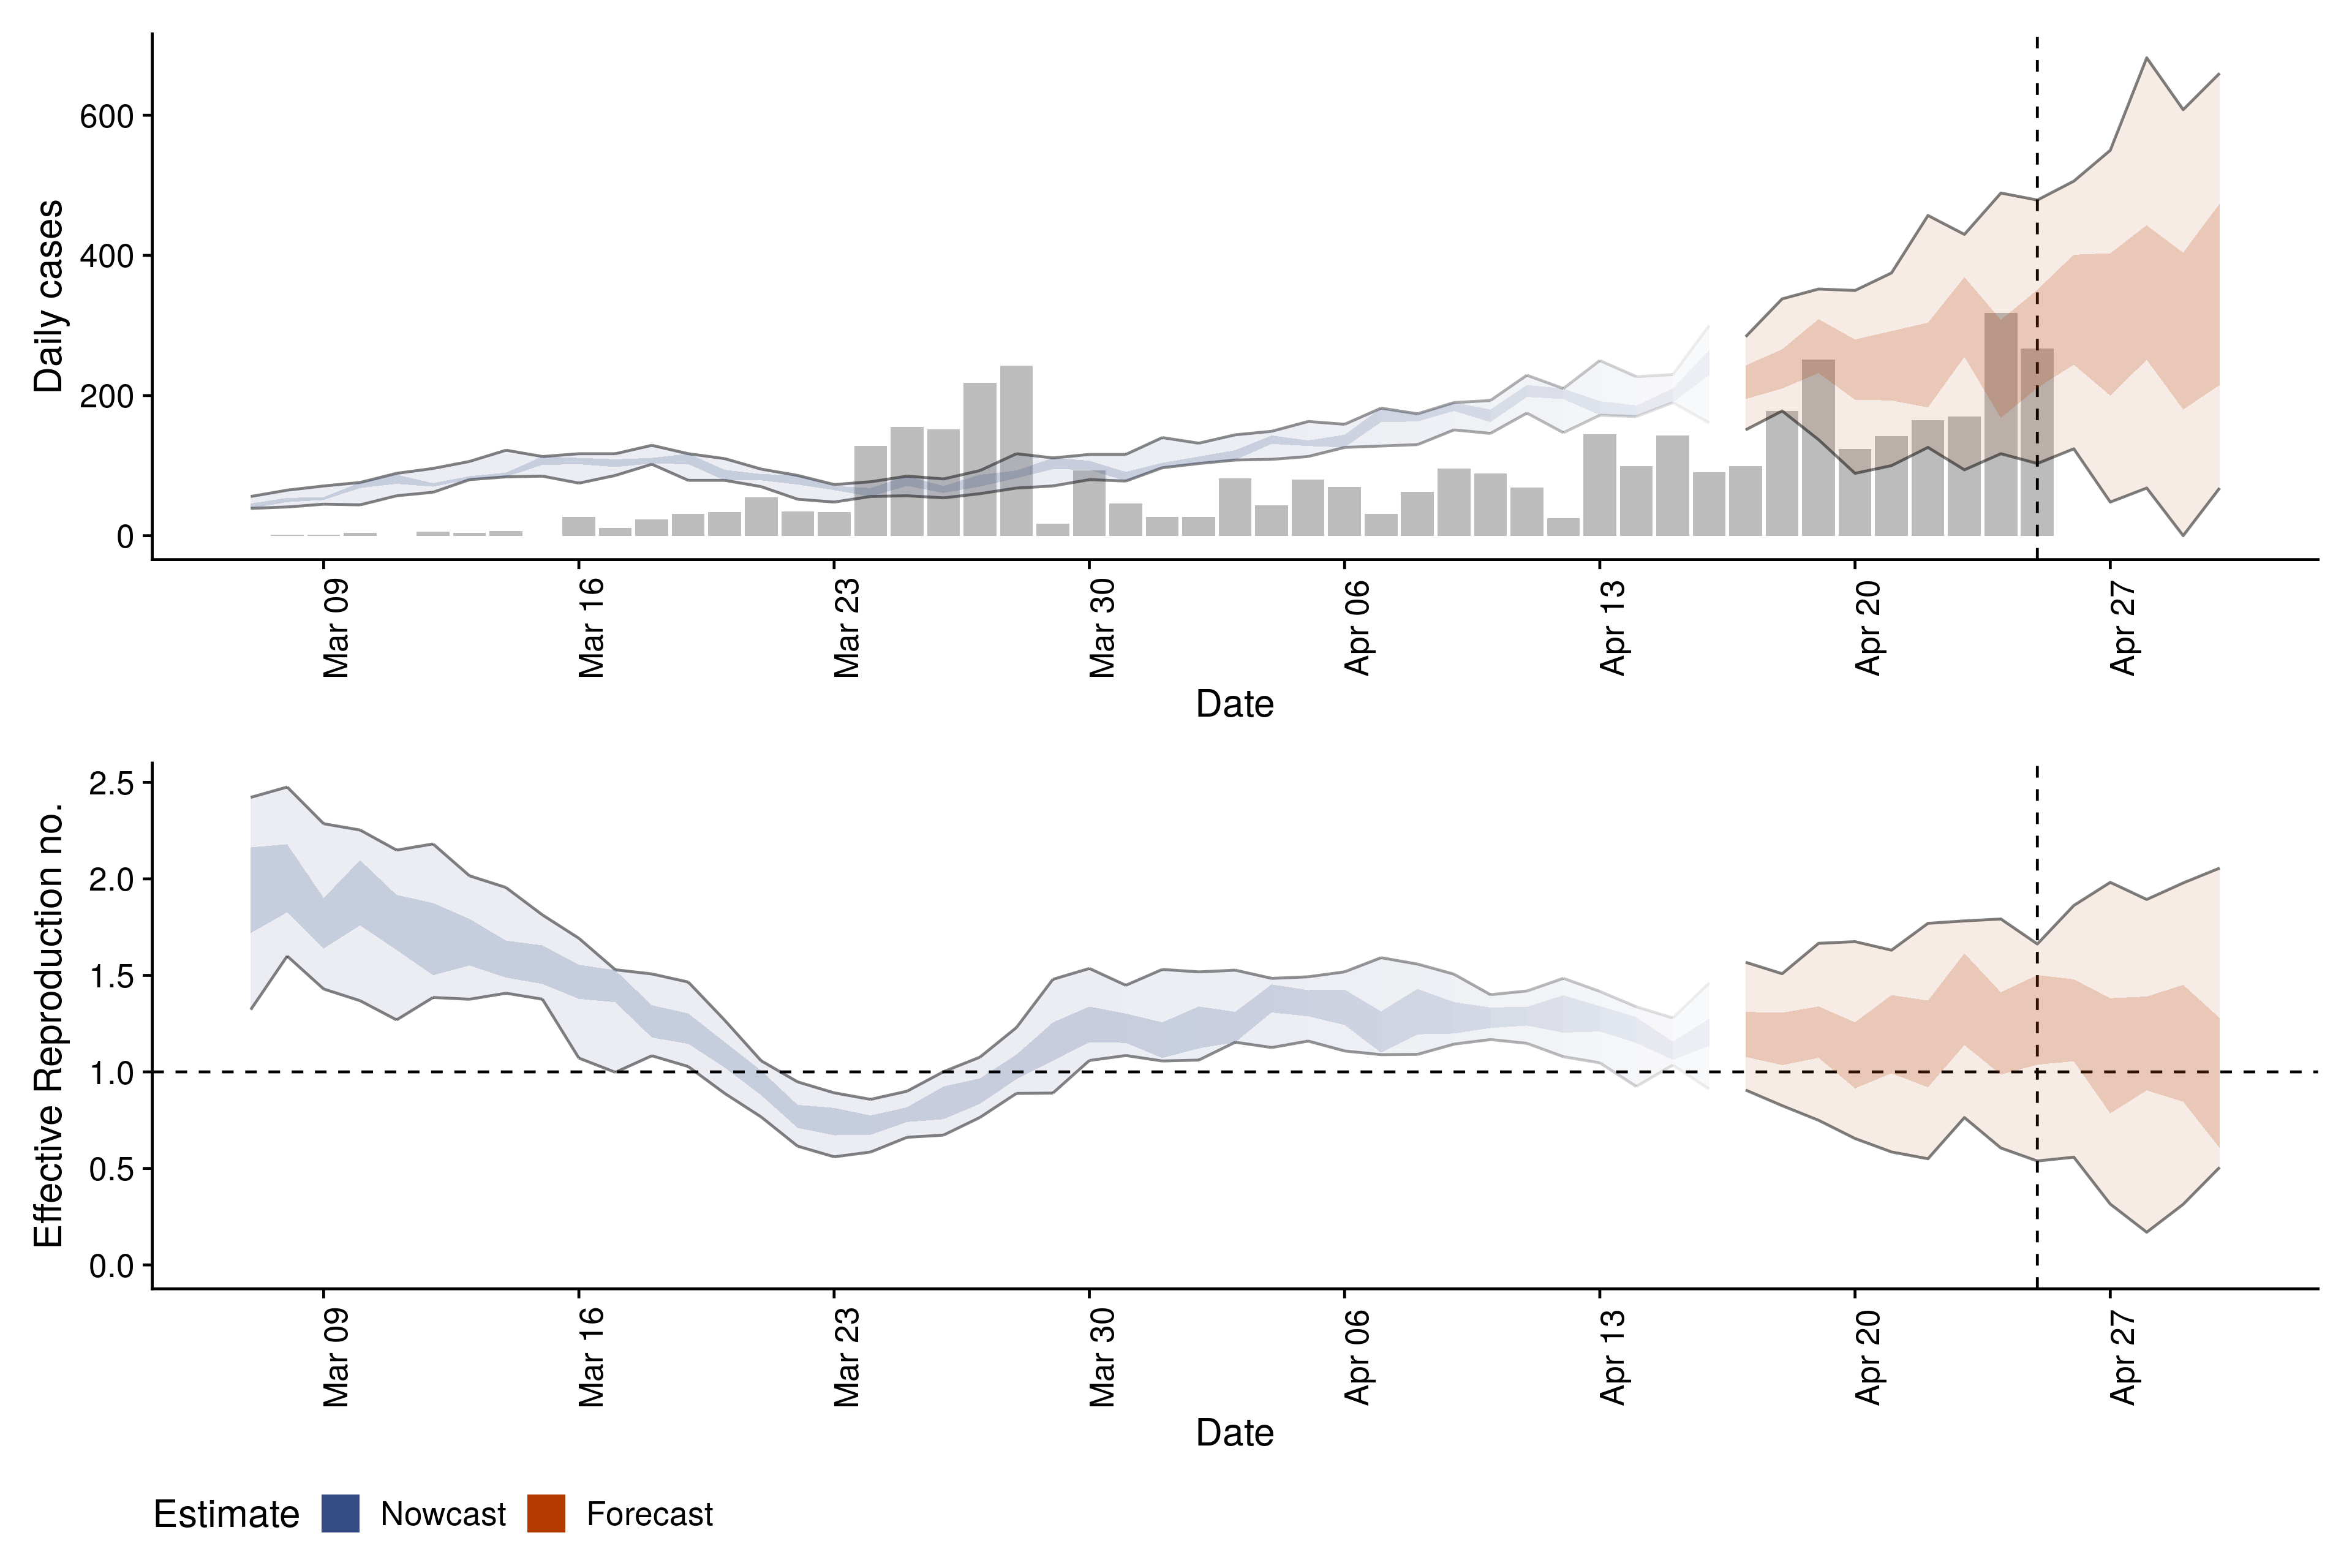 Daily cases
600
400
200
0
Mar 09
Mar 16
Mar 23
Mar 30
Apr 06
Apr 13
Apr 20
Apr 27
Date
Effective Reproduction no.
2.5
2.0
1.5
1.0
0.5
0.0
Mar 09
Mar 16
Mar 23
Mar 30
Apr 06
Apr 13
Apr 20
Apr 27
Date
Estimate Nowcast Forecast